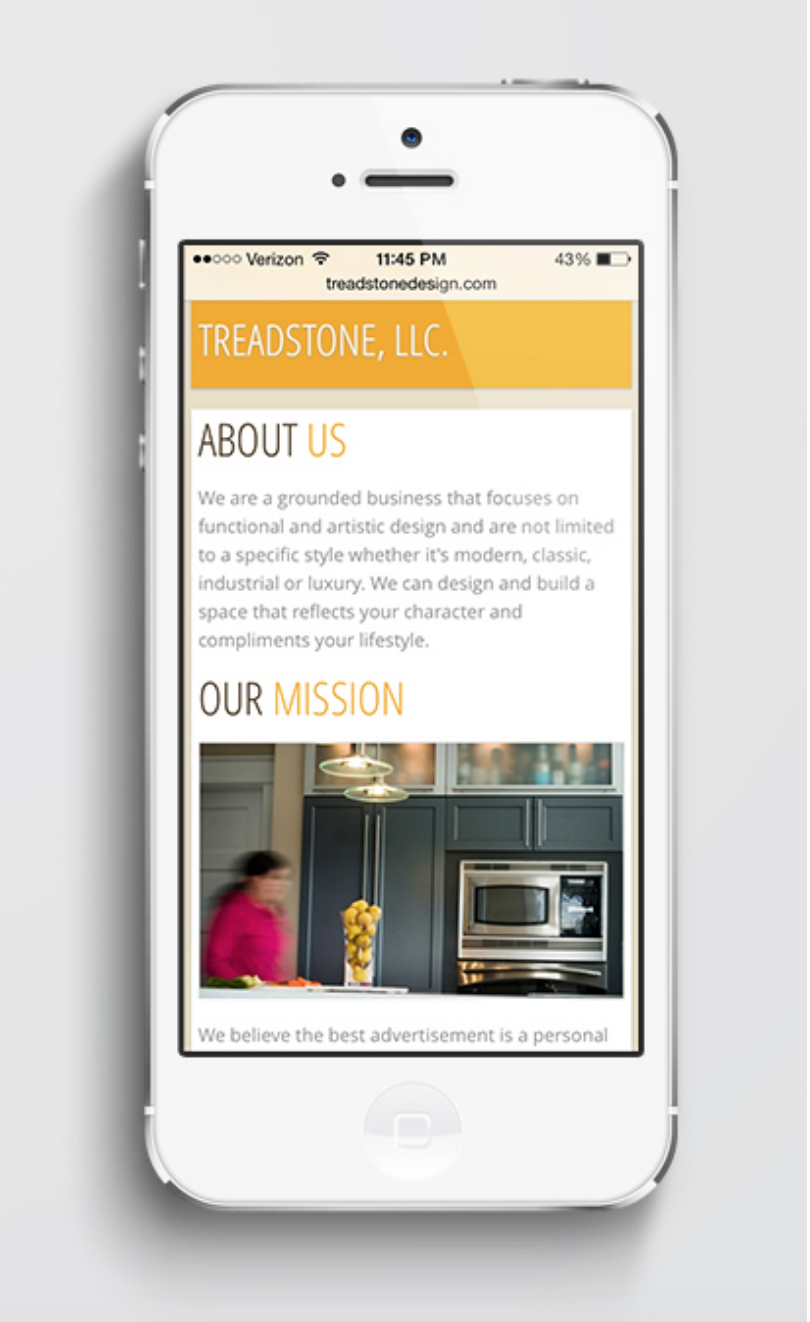 Verizon 11:45 PM 43%
treadstonedesign.com
TREADSTONE, LLC.
ABOUT US
We are a grounded business that focuses on
functional and artistic design and are not limited
to a specific style whether it's modern, classic,
industrial or luxury. We can design and build a
space that reflects your character and
compliments your lifestyle.
OUR MISSION
We believe the best advertisement is a personal